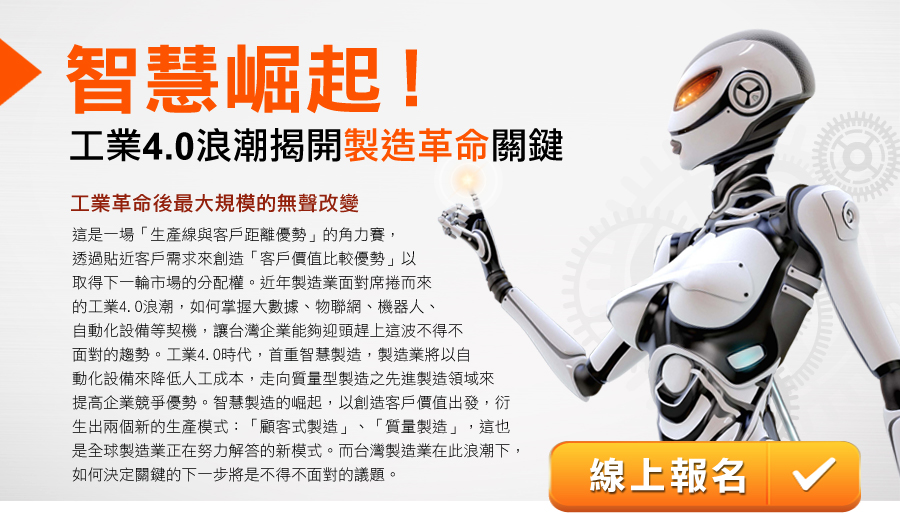 智慧崛起！
工業4.0浪潮揭開製造革命關鍵
工業革命後最大規模的無聲改變
這是一場「生產線與客戶距離優勢」的角力賽，
透過貼近客戶需求來創造「客戶價值比較優勢」以
取得下一輪市場的分配權。近年製造業面對席捲而來
的工業4.0浪潮，如何掌握大數據、物聯網、機器人、
自動化設備等契機，讓台灣企業能夠迎頭趕上這波不得不
面對的趨勢。工業4.0時代，首重智慧製造，製造業將以自
動化設備來降低人工成本，走向質量型製造之先進製造領域來
提高企業競爭優勢。智慧製造的崛起，以創造客戶價值出發，衍
生出兩個新的生產模式：「顧客式製造」、「質量製造」，這也
是全球製造業正在努力解答的新模式。而台灣製造業在此浪潮下，
如何決定關鍵的下一步將是不得不面對的議題。
線上報名